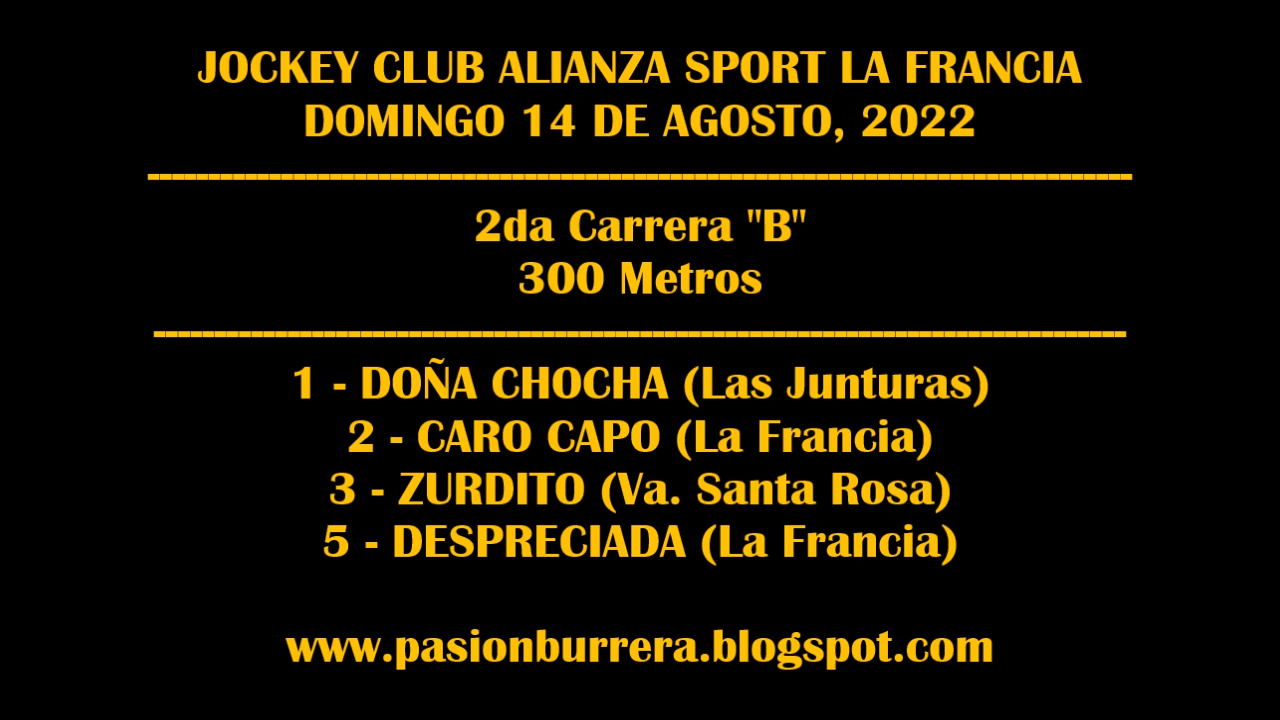 JOCKEY CLUB ALIANZA SPORT LA FRANCIA
DOMINGO 14 DE AGOSTO, 2022
--------------------------------------------------------------------------------
2da Carrera "B"
300 Metros
-------------------------------------------------------------------------------
1 - DOÑA CHOCHA (Las Junturas)
2 - CARO CAPO (La Francia)
3 - ZURDITO (Va. Santa Rosa)
5 - DESPRECIADA (La Francia)
www.pasionburrera.blogspot.com